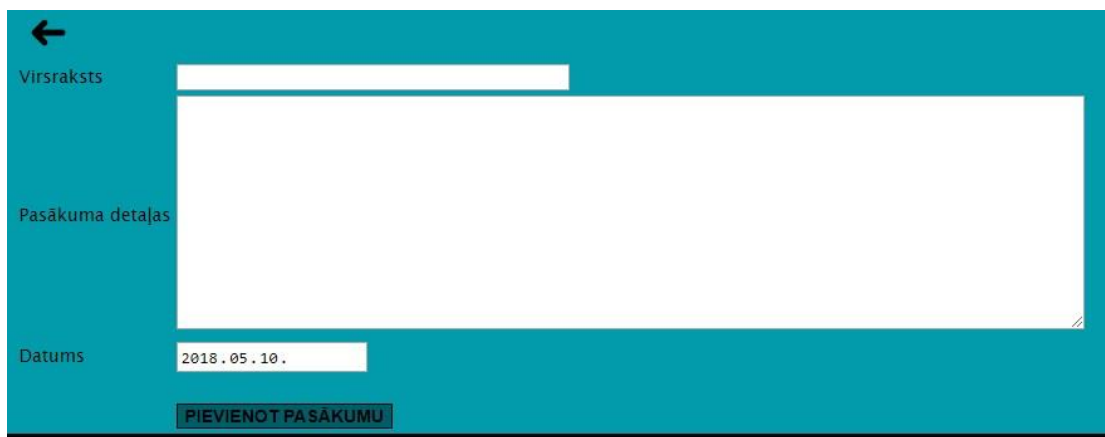 Virsraksts
Pasākuma detaļas
Datums 2018.05.10.
PIEVIENOT PASĀKUMU